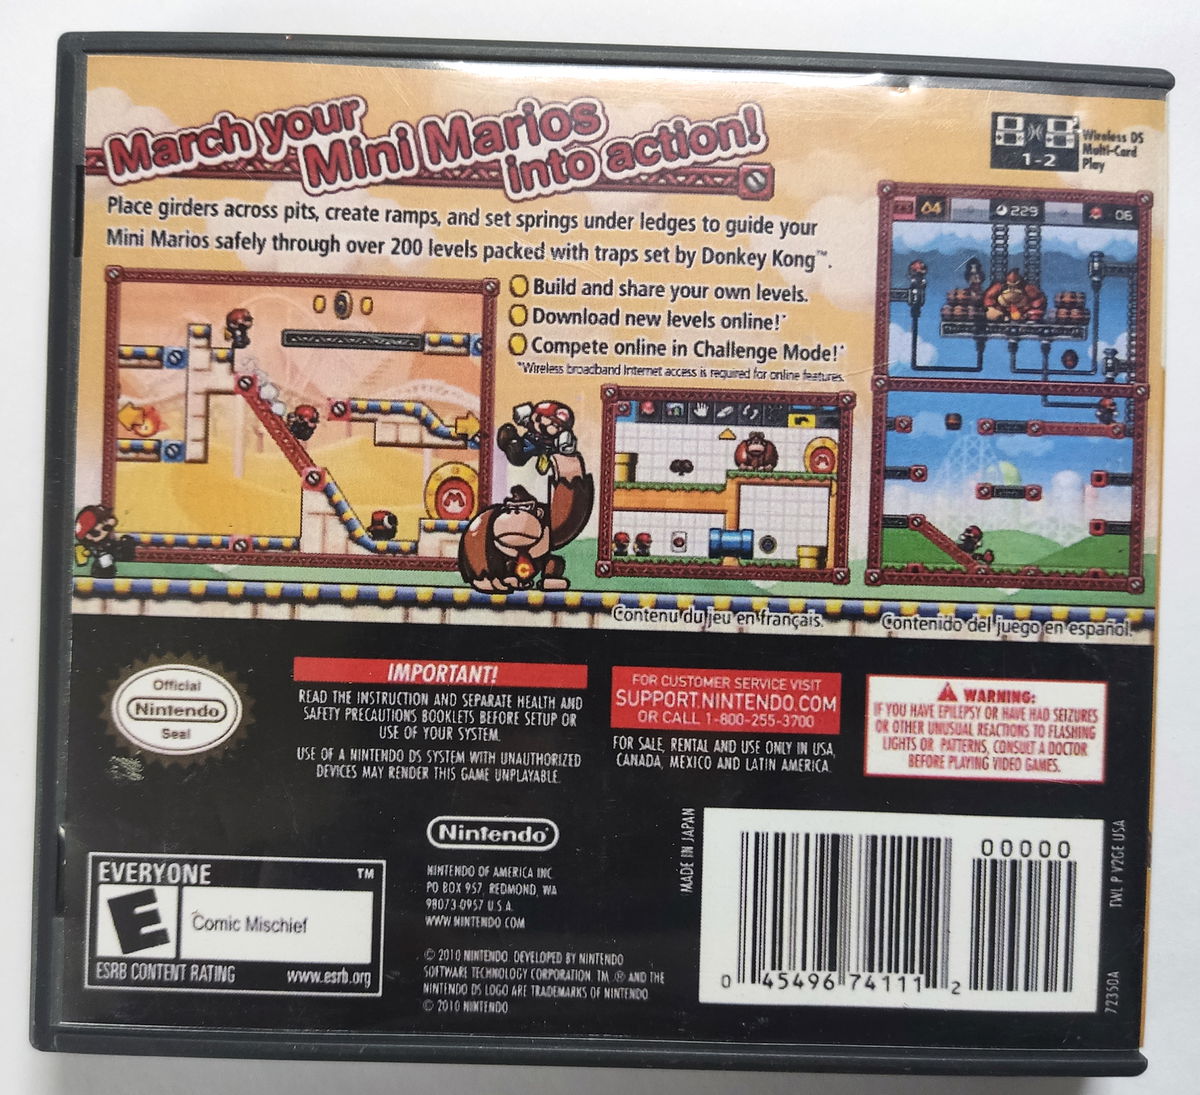 March your
Mini Marios
into action!
1-2
Wireless DS
Multi-Card
Play
Place girders across pits, create ramps, and set springs under ledges to guide your
Mini Marios safely through over 200 levels packed with traps set by Donkey Kong™.
Build and share your own levels.
Download new levels online!*
Compete online in Challenge Mode!*
*Wireless broadband Internet access is required for online features.
04
229
06
Contenu du jeu en français.
Contenido del juego en español.
Official
Nintendo
Seal
IMPORTANT!
READ THE INSTRUCTION AND SEPARATE HEALTH AND
SAFETY PRECAUTIONS BOOKLETS BEFORE SETUP OR
USE OF YOUR SYSTEM.
USE OF A NINTENDO DS SYSTEM WITH UNAUTHORIZED
DEVICES MAY RENDER THIS GAME UNPLAYABLE.
FOR CUSTOMER SERVICE VISIT
SUPPORT.NINTENDO.COM
OR CALL 1-800-255-3700
FOR SALE, RENTAL AND USE ONLY IN USA,
CANADA, MEXICO AND LATIN AMERICA.
WARNING:
IF YOU HAVE EPILEPSY OR HAVE HAD SEIZURES
OR OTHER UNUSUAL REACTIONS TO FLASHING
LIGHTS OR PATTERNS, CONSULT A DOCTOR
BEFORE PLAYING VIDEO GAMES.
EVERYONE
TM
E
Comic Mischief
ESRB CONTENT RATING www.esrb.org
Nintendo®
NINTENDO OF AMERICA INC.
PO BOX 957, REDMOND, WA
98073-0957 U.S.A.
WWW.NINTENDO.COM
© 2010 NINTENDO. DEVELOPED BY NINTENDO
SOFTWARE TECHNOLOGY CORPORATION. TM, ® AND THE
NINTENDO DS LOGO ARE TRADEMARKS OF NINTENDO.
© 2010 NINTENDO.
MADE IN JAPAN
00000
0 45496 74111 2
TWL P V2GE USA
72350A